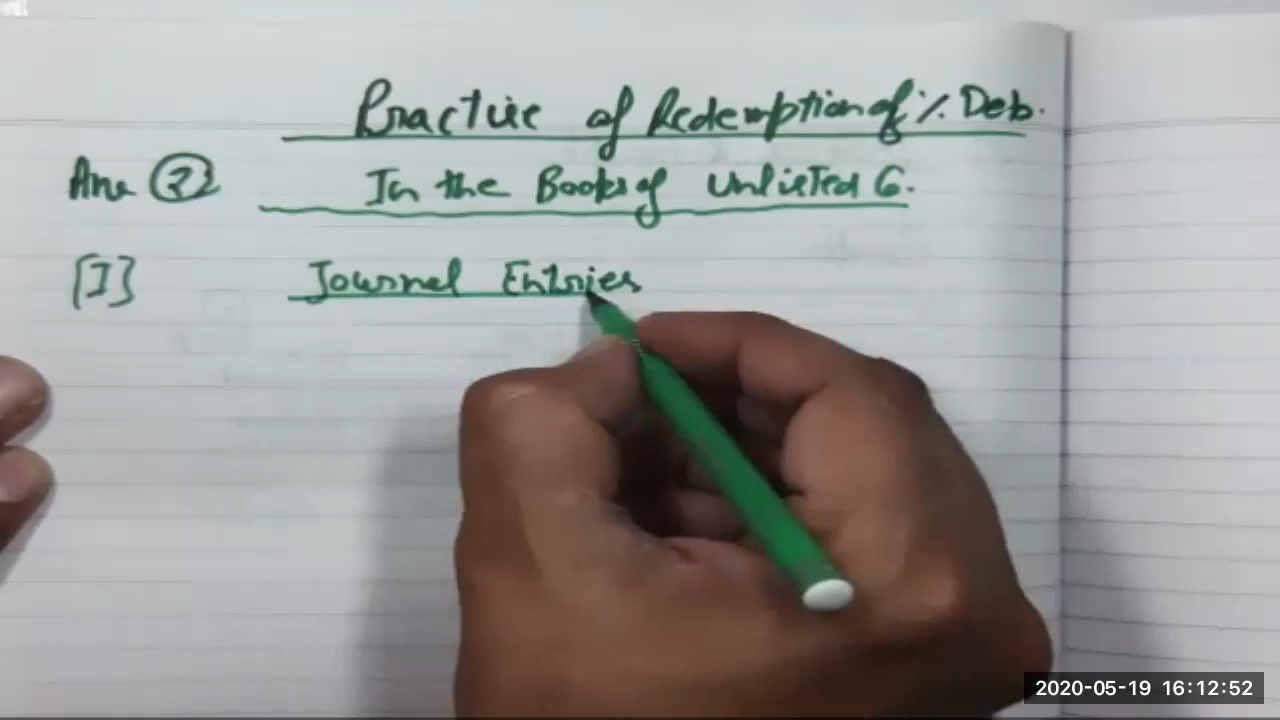 Practice of Redemption of % Deb.
Ans ② In the Books of Unlisted Co.
[I] Journal Entries
2020-05-19 16:12:52